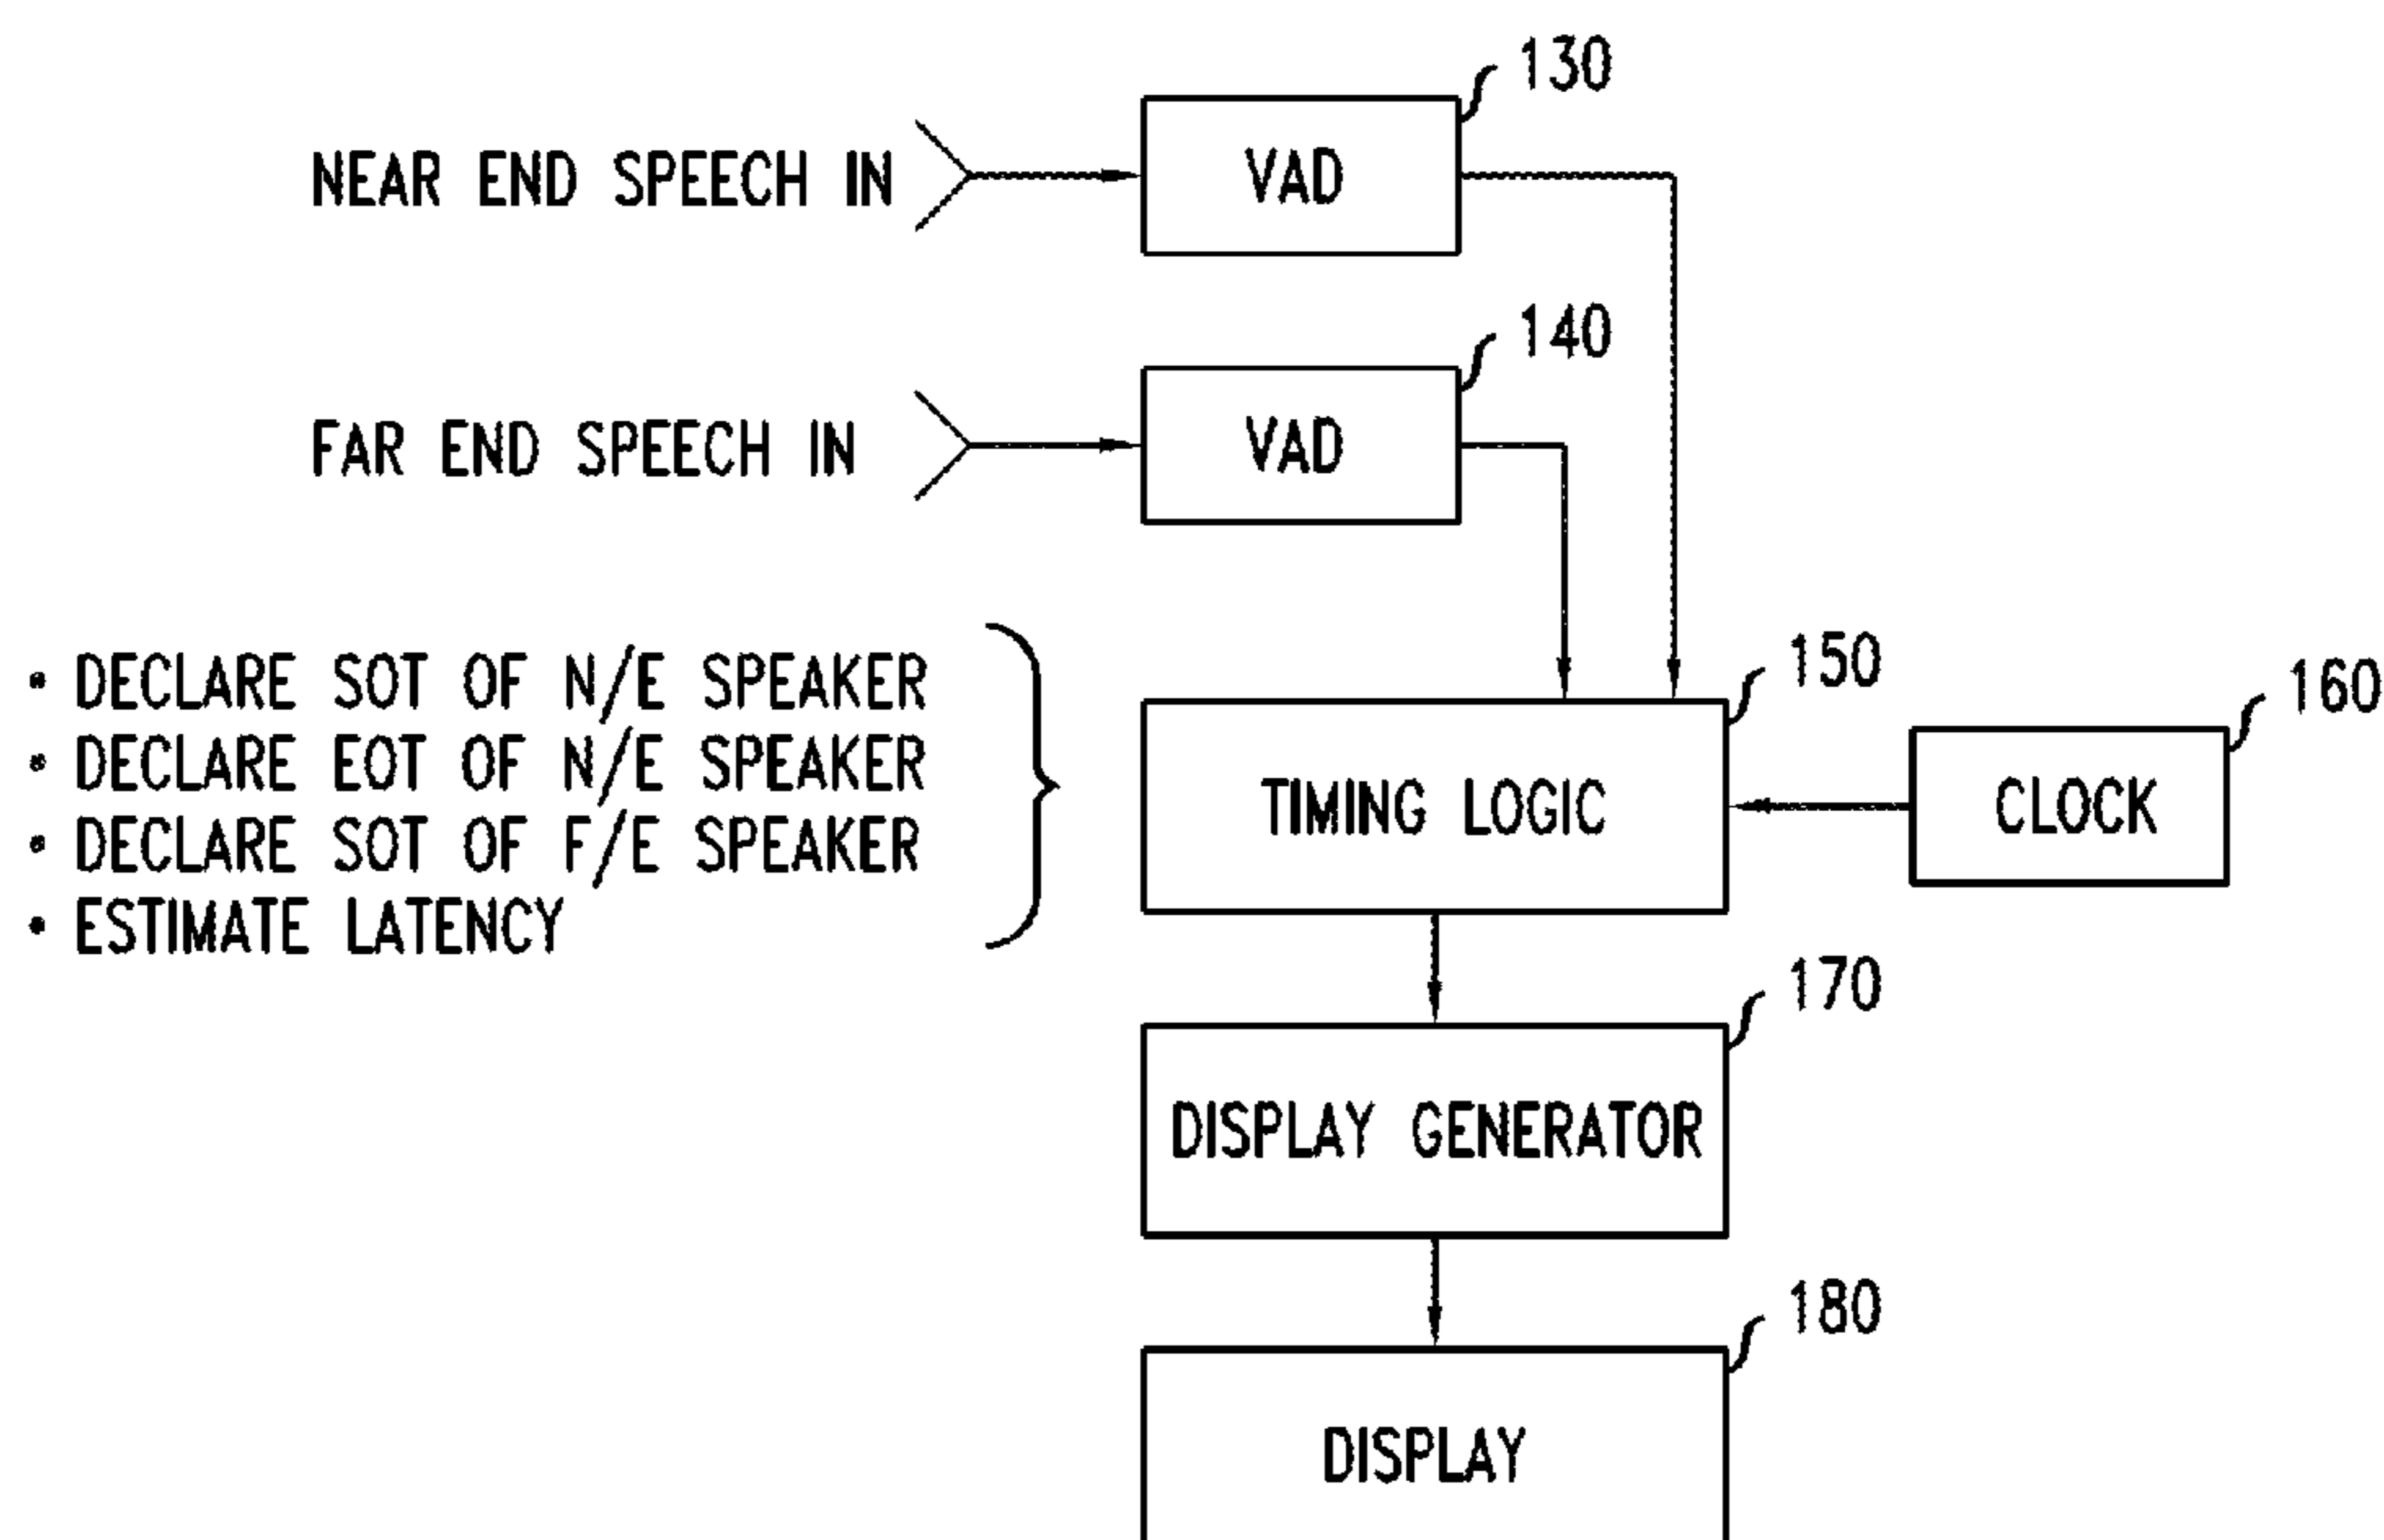 130
NEAR END SPEECH IN
VAD
140
FAR END SPEECH IN
VAD
• DECLARE SOT OF N/E SPEAKER
• DECLARE EOT OF N/E SPEAKER
• DECLARE SOT OF F/E SPEAKER
• ESTIMATE LATENCY
150
TIMING LOGIC
160
CLOCK
170
DISPLAY GENERATOR
180
DISPLAY